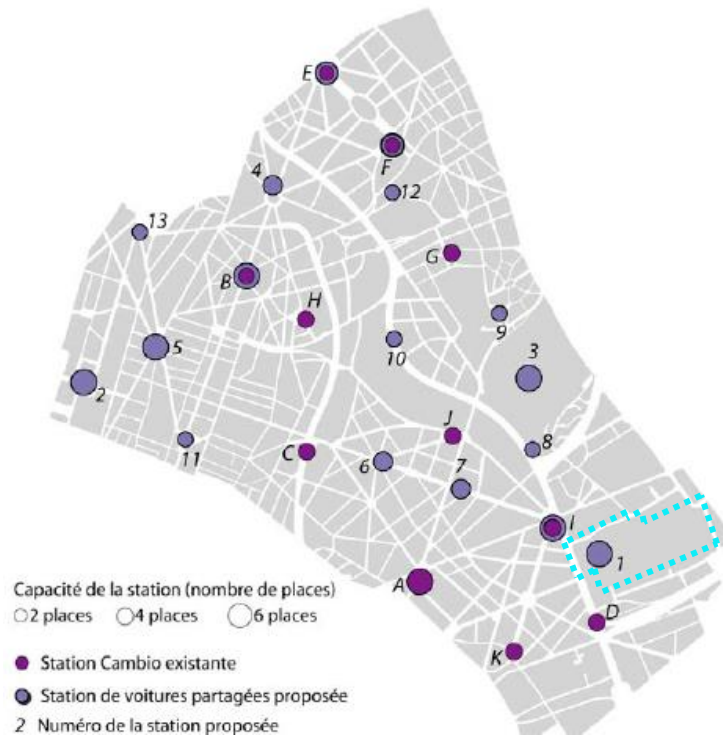 E
F
4
12
13
G
B
H
9
5
10
3
2
J
8
11
C
6
7
I
1
A
D
K
Capacité de la station (nombre de places)
2 places 4 places 6 places
Station Cambio existante
Station de voitures partagées proposée
2 Numéro de la station proposée